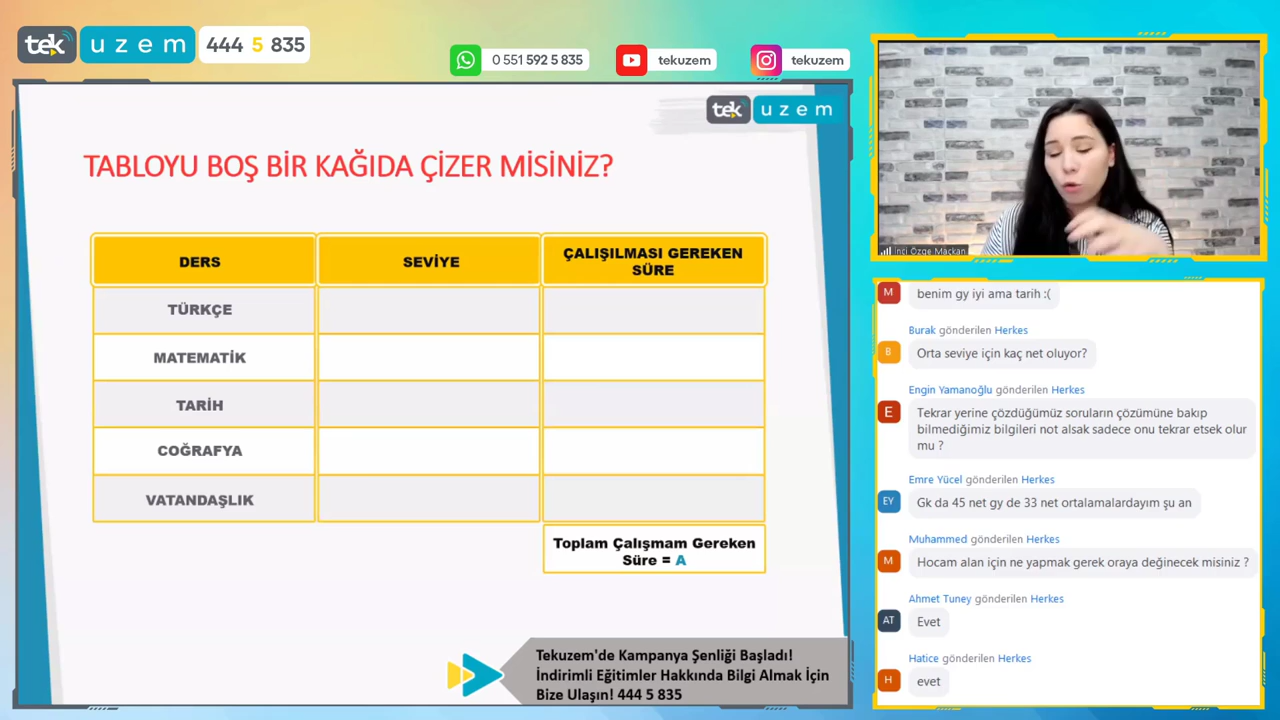 tek uzem 444 5 835
0 551 592 5 835
tekuzem
tekuzem
tek uzem
TABLOYU BOŞ BİR KAĞIDA ÇİZER MİSİNİZ?
DERS
SEVİYE
ÇALIŞILMASI GEREKEN
SÜRE
TÜRKÇE
MATEMATİK
TARİH
COĞRAFYA
VATANDAŞLIK
Toplam Çalışmam Gereken
Süre = A
Tekuzem'de Kampanya Şenliği Başladı!
İndirimli Eğitimler Hakkında Bilgi Almak İçin
Bize Ulaşın! 444 5 835
İnci Özge Maçkan
M
benim gy iyi ama tarih :(
Burak gönderilen Herkes
B
Orta seviye için kaç net oluyor?
Engin Yamanoğlu gönderilen Herkes
E
Tekrar yerine çözdüğümüz soruların çözümüne bakıp
bilmediğimiz bilgileri not alsak sadece onu tekrar etsek olur
mu ?
Emre Yücel gönderilen Herkes
EY
Gk da 45 net gy de 33 net ortalamalardayım şu an
Muhammed gönderilen Herkes
M
Hocam alan için ne yapmak gerek oraya değinecek misiniz ?
Ahmet Tuney gönderilen Herkes
AT
Evet
Hatice gönderilen Herkes
H
evet